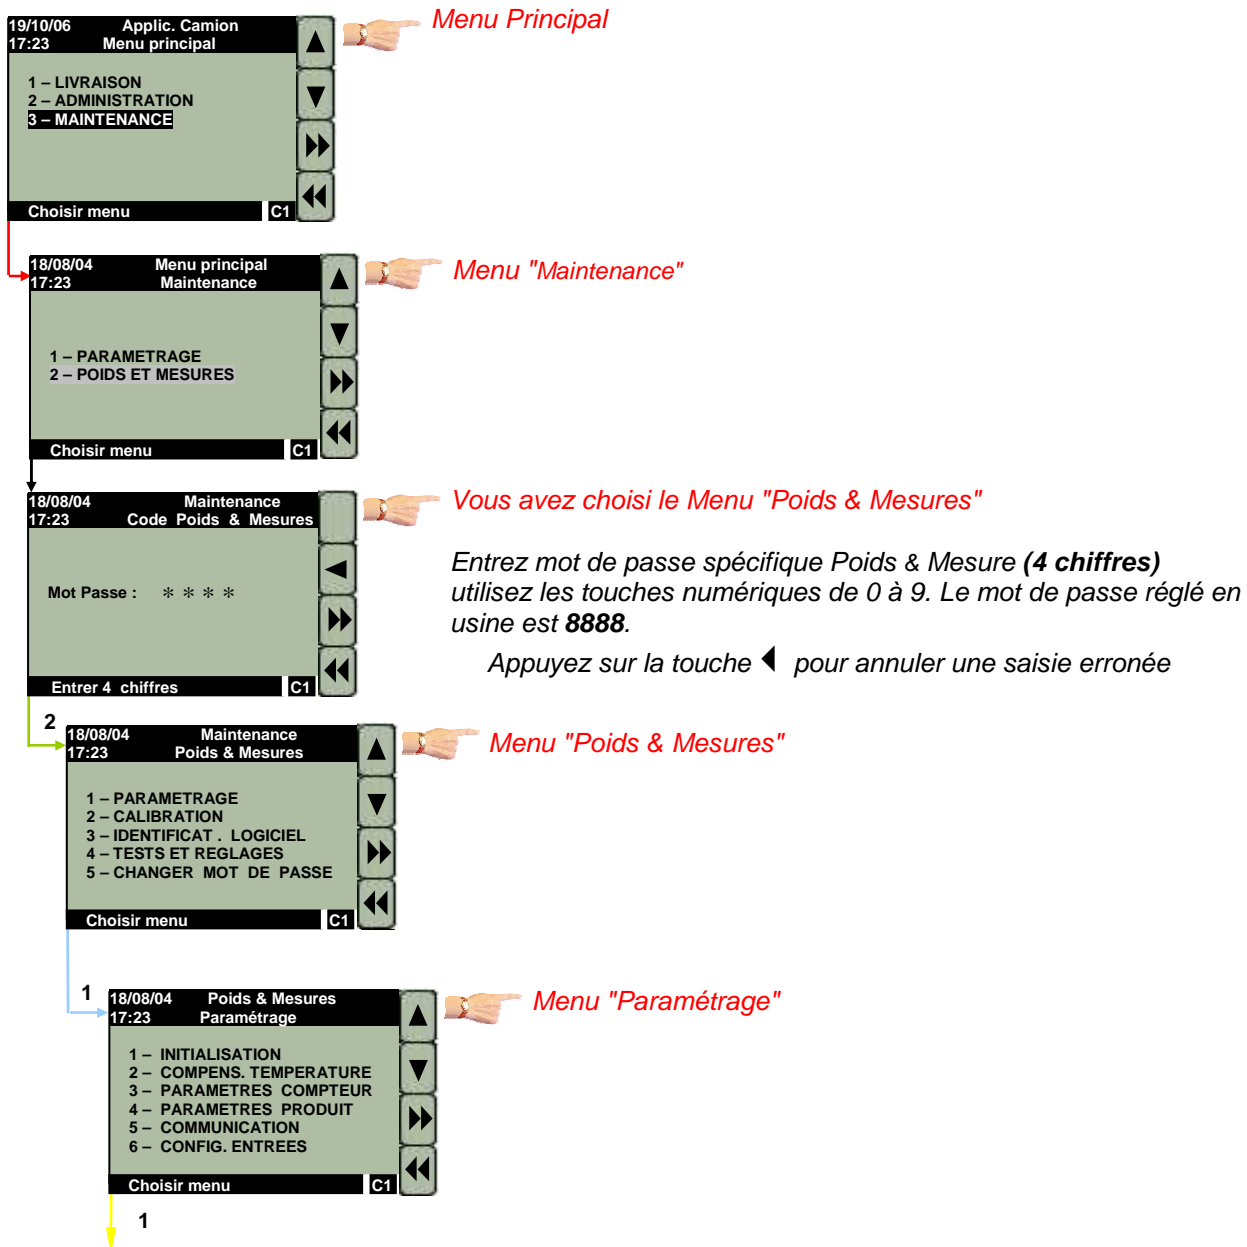 19/10/06 Applic. Camion
17:23 Menu principal
1 – LIVRAISON
2 – ADMINISTRATION
3 – MAINTENANCE
Choisir menu C1
Menu Principal
18/08/04 Menu principal
17:23 Maintenance
1 – PARAMETRAGE
2 – POIDS ET MESURES
Choisir menu C1
Menu "Maintenance"
18/08/04 Maintenance
17:23 Code Poids & Mesures
Mot Passe : * * * *
Entrer 4 chiffres C1
Vous avez choisi le Menu "Poids & Mesures"
Entrez mot de passe spécifique Poids & Mesure (4 chiffres)
utilisez les touches numériques de 0 à 9. Le mot de passe réglé en
usine est 8888.
Appuyez sur la touche ◀ pour annuler une saisie erronée
2
18/08/04 Maintenance
17:23 Poids & Mesures
1 – PARAMETRAGE
2 – CALIBRATION
3 – IDENTIFICAT . LOGICIEL
4 – TESTS ET REGLAGES
5 – CHANGER MOT DE PASSE
Choisir menu C1
Menu "Poids & Mesures"
1
18/08/04 Poids & Mesures
17:23 Paramétrage
1 – INITIALISATION
2 – COMPENS. TEMPERATURE
3 – PARAMETRES COMPTEUR
4 – PARAMETRES PRODUIT
5 – COMMUNICATION
6 – CONFIG. ENTREES
Choisir menu C1
Menu "Paramétrage"
1